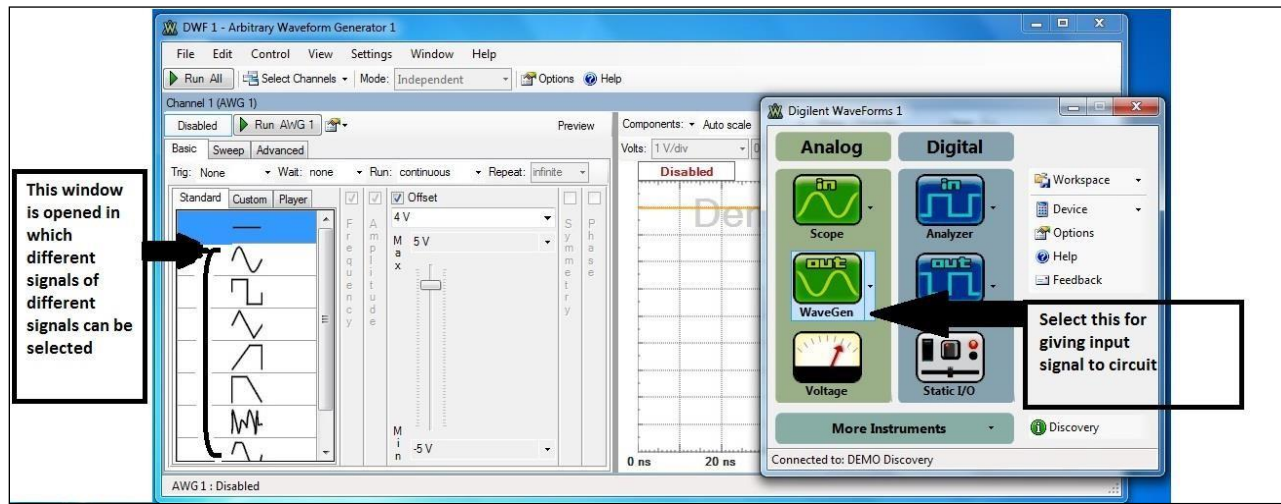 DWF 1 - Arbitrary Waveform Generator 1
File Edit Control View Settings Window Help
Run All Select Channels Mode: Independent Options Help
Channel 1 (AWG 1)
Disabled Run AWG 1 Preview
Basic Sweep Advanced
Trig: None Wait: none Run: continuous Repeat: infinite
Standard Custom Player
Frequency
Amplitude
Offset
4 V
Max
5 V
Min
-5 V
Symmetry
Phase
Components: Auto scale
Volts: 1 V/div
Disabled
0 ns 20 ns
AWG 1 : Disabled
This window
is opened in
which
different
signals of
different
signals can be
selected
Digilent WaveForms 1
Analog Digital
in in
Scope Analyzer
out out
WaveGen
Voltage Static I/O
More Instruments
Workspace
Device
Options
Help
Feedback
Discovery
Connected to: DEMO Discovery
Select this for
giving input
signal to circuit